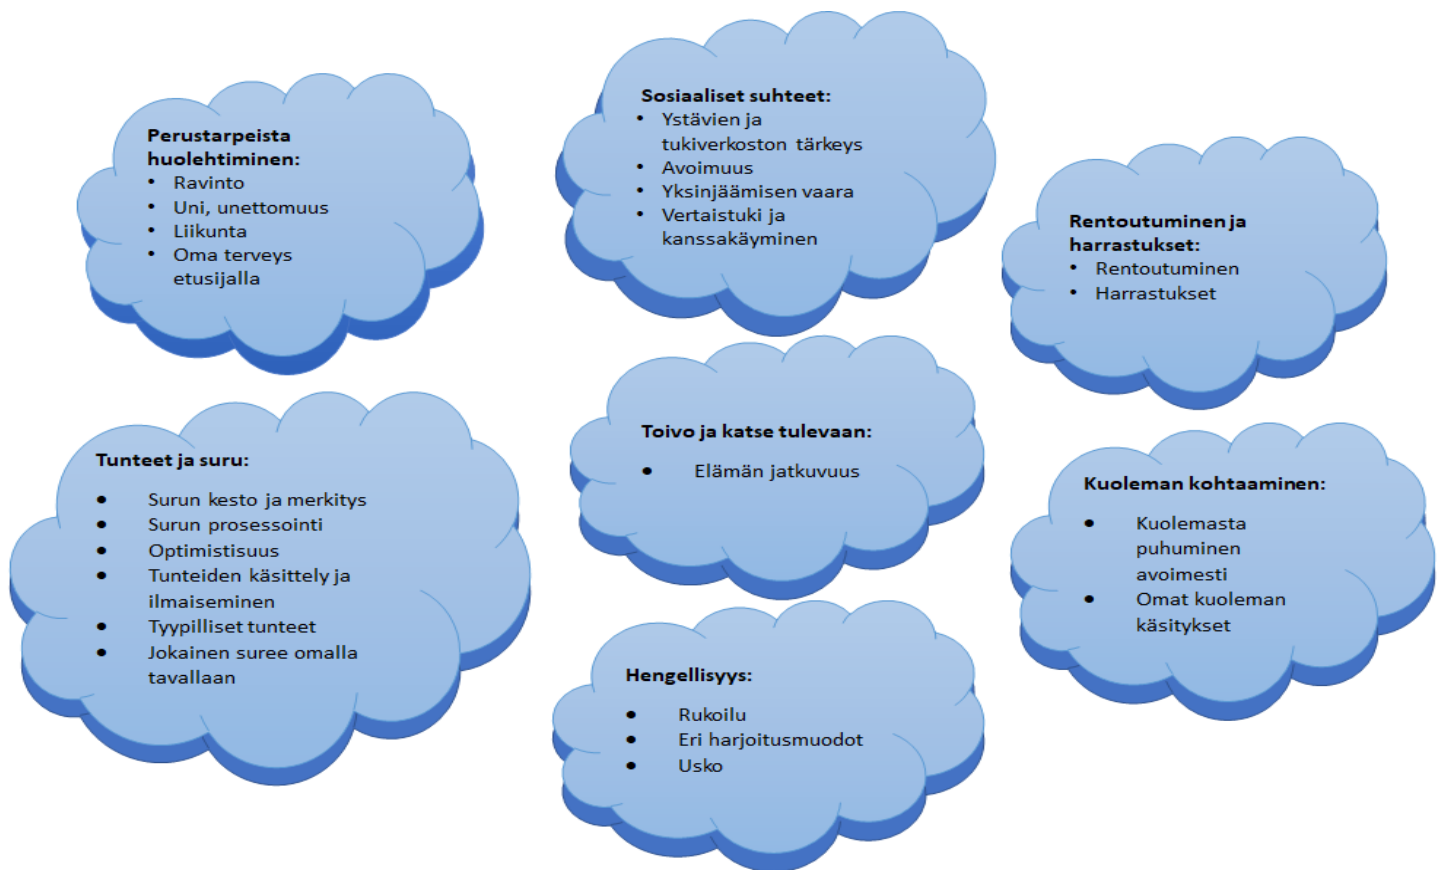 Perustarpeista
huolehtiminen:
• Ravinto
• Uni, unettomuus
• Liikunta
• Oma terveys
etusijalla
Sosiaaliset suhteet:
• Ystävien ja
tukiverkoston tärkeys
• Avoimuus
• Yksinjäämisen vaara
• Vertaistuki ja
kanssakäyminen
Rentoutuminen ja
harrastukset:
• Rentoutuminen
• Harrastukset
Tunteet ja suru:
• Surun kesto ja merkitys
• Surun prosessointi
• Optimistisuus
• Tunteiden käsittely ja
ilmaiseminen
• Tyypilliset tunteet
• Jokainen suree omalla
tavallaan
Toivo ja katse tulevaan:
• Elämän jatkuvuus
Kuoleman kohtaaminen:
• Kuolemasta
puhuminen
avoimesti
• Omat kuoleman
käsitykset
Hengellisyys:
• Rukoilu
• Eri harjoitusmuodot
• Usko